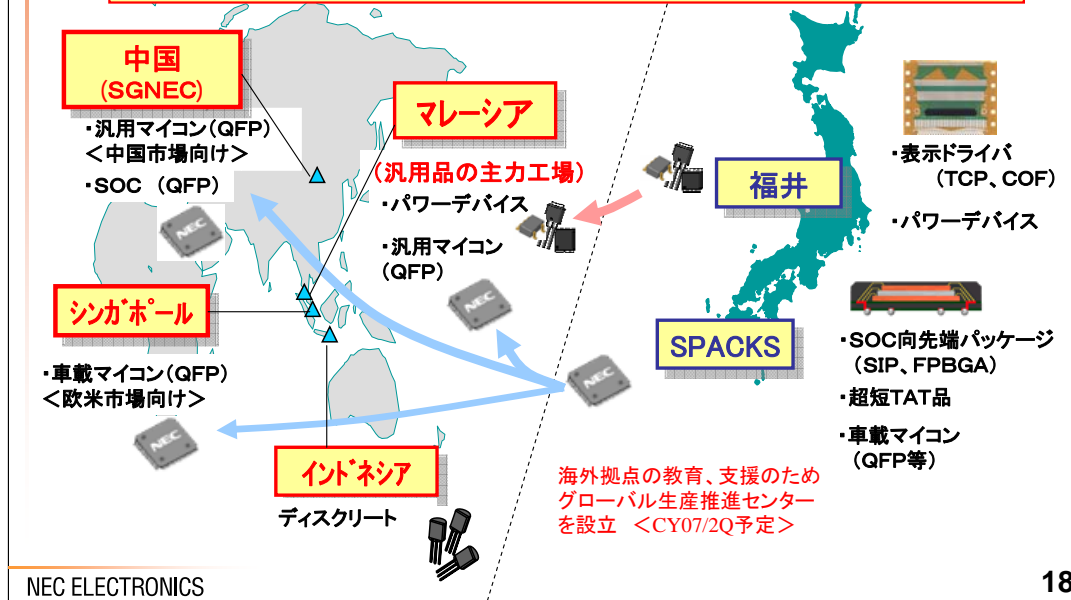 中国
(SGNEC)
・汎用マイコン(QFP)
＜中国市場向け＞
・SOC (QFP)
NEC
マレーシア
(汎用品の主力工場)
・パワーデバイス
・汎用マイコン
(QFP)
NEC
シンガポール
・車載マイコン(QFP)
＜欧米市場向け＞
NEC
インドネシア
ディスクリート
NEC
福井
・表示ドライバ
(TCP、COF)
・パワーデバイス
SPACKS
・SOC向先端パッケージ
(SIP、FPBGA)
・超短TAT品
・車載マイコン
(QFP等)
海外拠点の教育、支援のため
グローバル生産推進センター
を設立 ＜CY07/2Q予定＞
NEC ELECTRONICS
18